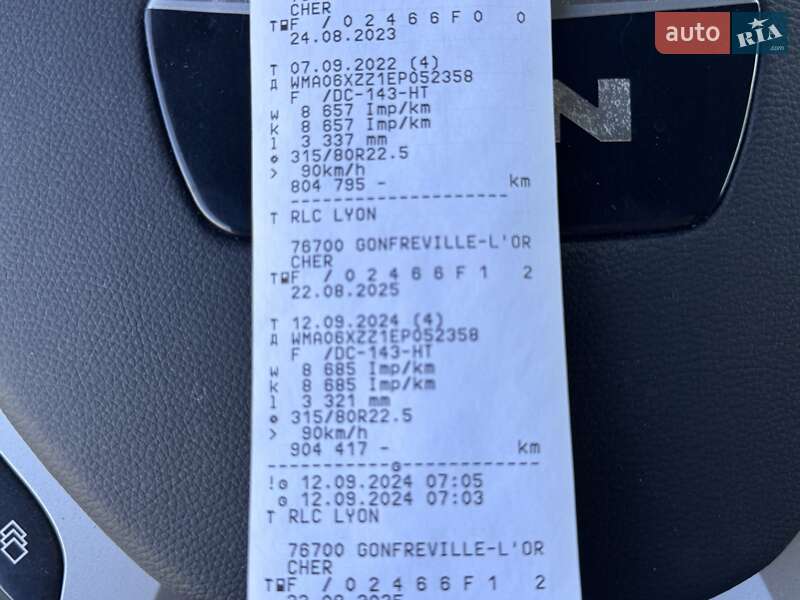 CHER
T F / 0 2 4 6 6 F 0 0
24.08.2023
T 07.09.2022 (4)
WMA06XZZ1EP052358
F /DC-143-HT
w 8 657 Imp/km
k 8 657 Imp/km
l 3 337 mm
315/80R22.5
> 90km/h
804 795 - km
--------------------
T RLC LYON
76700 GONFREVILLE-L'OR
CHER
T F / 0 2 4 6 6 F 1 2
22.08.2025
T 12.09.2024 (4)
WMA06XZZ1EP052358
F /DC-143-HT
w 8 685 Imp/km
k 8 685 Imp/km
l 3 321 mm
315/80R22.5
> 90km/h
904 417 - km
! 12.09.2024 07:05
12.09.2024 07:03
T RLC LYON
76700 GONFREVILLE-L'OR
CHER
T F / 0 2 4 6 6 F 1 2
22.08.2025
auto RIA
.com
N